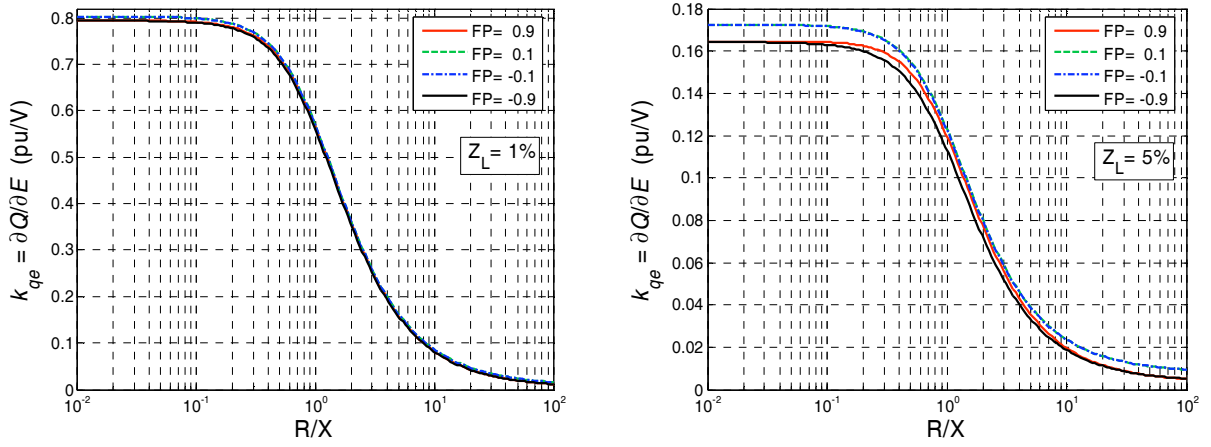 0.8
0.7
0.6
0.5
0.4
0.3
0.2
0.1
0
k_qe = ∂Q/∂E (pu/V)
FP= 0.9
FP= 0.1
FP= -0.1
FP= -0.9
Z_L = 1%
10^-2
10^-1
10^0
10^1
10^2
R/X
0.18
0.16
0.14
0.12
0.1
0.08
0.06
0.04
0.02
0
k_qe = ∂Q/∂E (pu/V)
FP= 0.9
FP= 0.1
FP= -0.1
FP= -0.9
Z_L = 5%
10^-2
10^-1
10^0
10^1
10^2
R/X